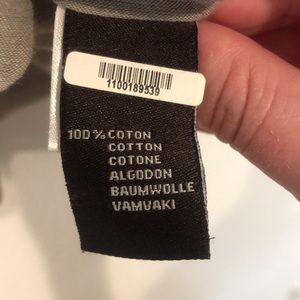 1100189539
100% COTON
COTTON
COTONE
ALGODON
BAUMWOLLE
VAMVAKI